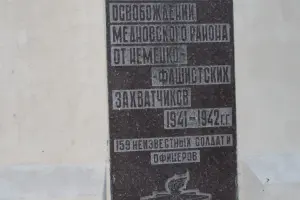 ОСВОБОЖДЕНИИ
МЕДНОВСКОГО РАЙОНА
ОТ НЕМЕЦКО-
-ФАШИСТСКИХ
ЗАХВАТЧИКОВ
1941-1942 г.г.
159 НЕИЗВЕСТНЫХ СОЛДАТ И
ОФИЦЕРОВ